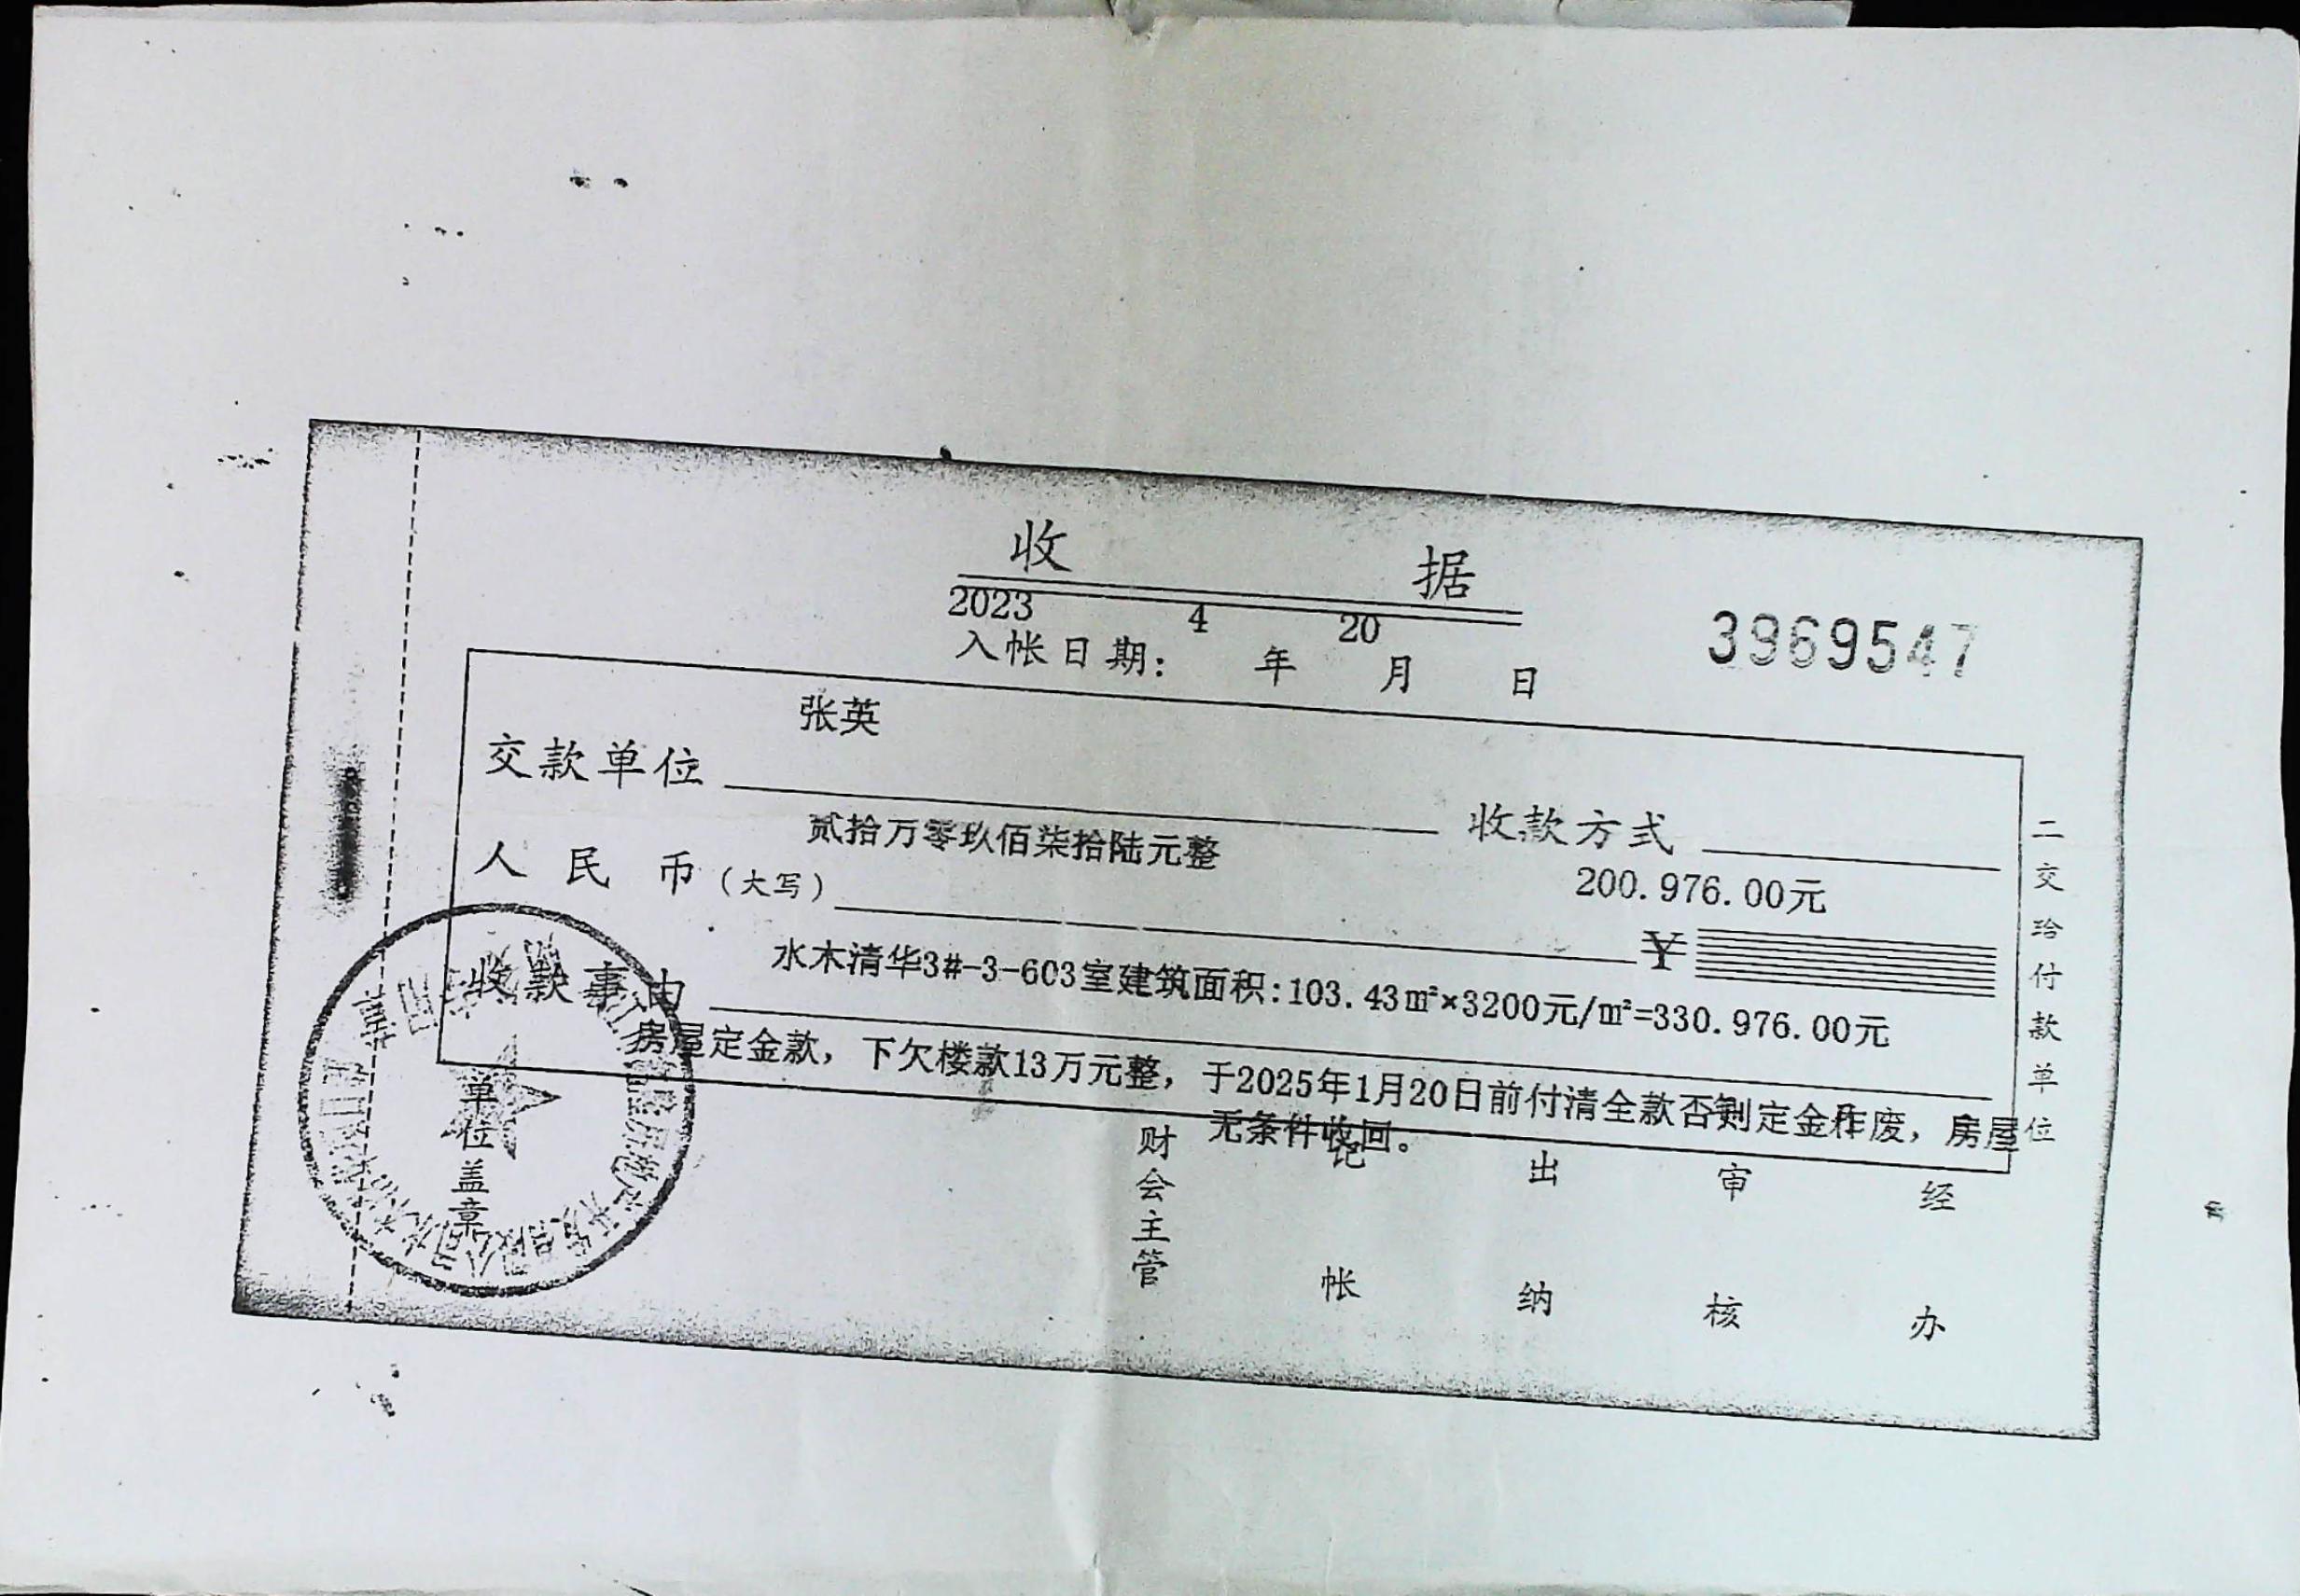 收 据
3969547
2023 4 20
入帐日期: 年 月 日
张英
交款单位 收款方式
贰拾万零玖佰柒拾陆元整
人民币(大写)
200.976.00元
¥
收款事由
水木清华3#-3-603室建筑面积:103.43㎡×3200元/㎡=330.976.00元
房屋定金款，下欠楼款13万元整，于2025年1月20日前付清全款否则定金作废，房屋
无条件收回。
单位盖章
财会主管 记帐 出纳 审核 经办
二交给付款单位